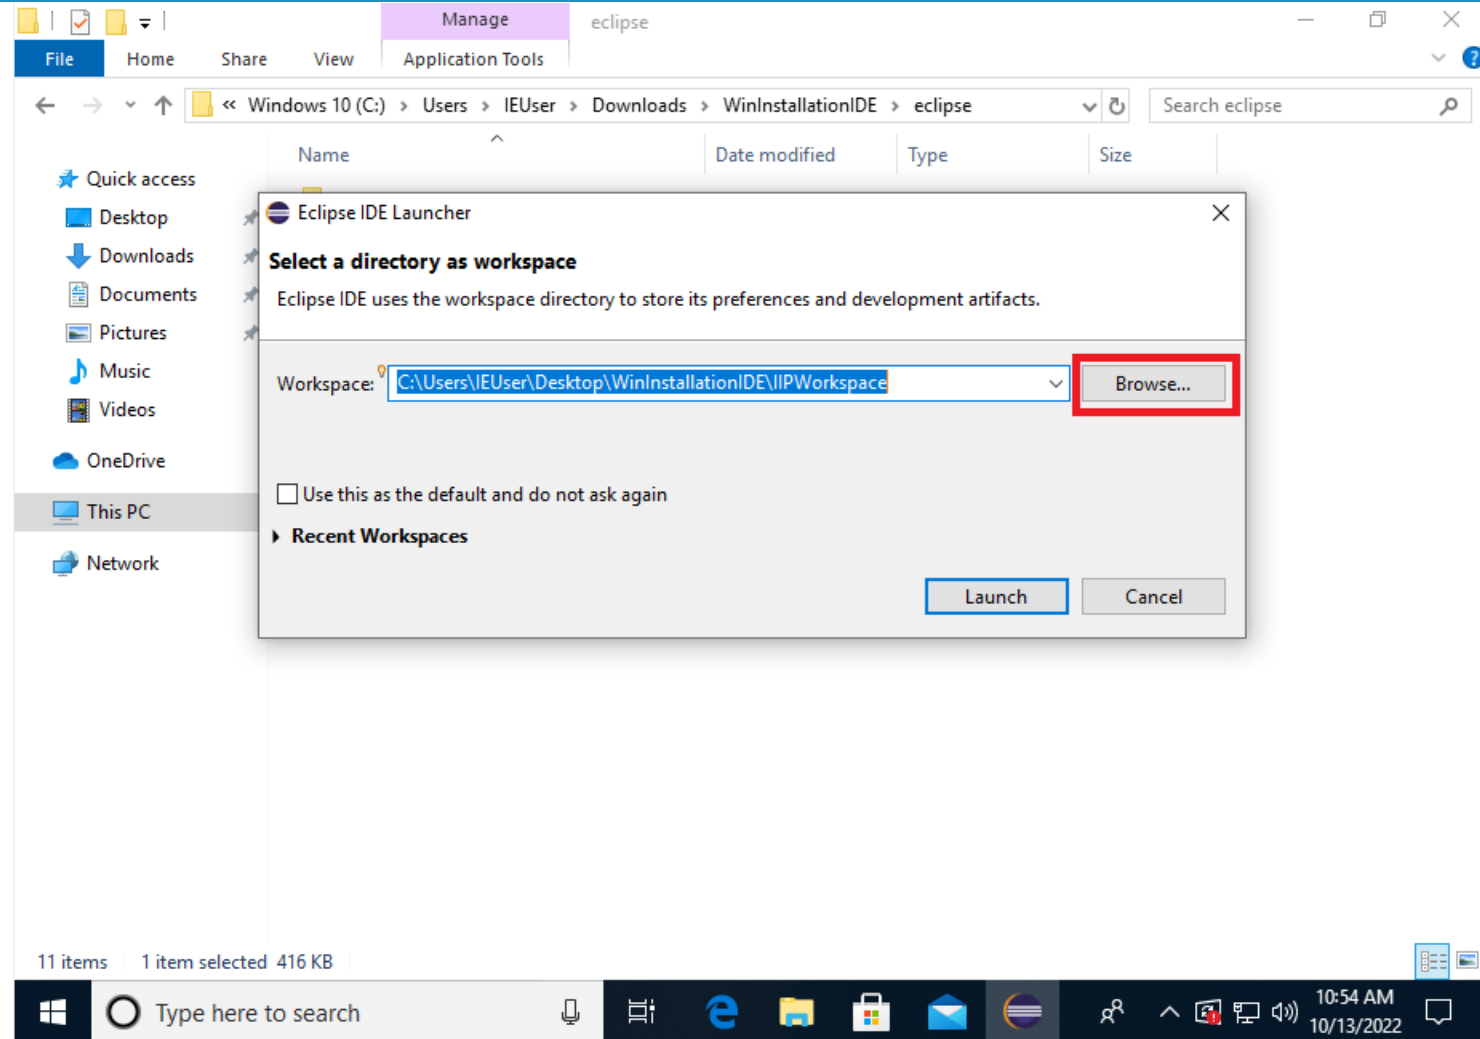 Manage
eclipse
File
Home
Share
View
Application Tools
?
« Windows 10 (C:) > Users > IEUser > Downloads > WinInstallationIDE > eclipse
Search eclipse
Name
Date modified
Type
Size
Quick access
Desktop
Downloads
Documents
Pictures
Music
Videos
OneDrive
This PC
Network
Eclipse IDE Launcher
Select a directory as workspace
Eclipse IDE uses the workspace directory to store its preferences and development artifacts.
Workspace:
C:\Users\IEUser\Desktop\WinInstallationIDE\IIPWorkspace
Browse...
Use this as the default and do not ask again
Recent Workspaces
Launch
Cancel
11 items
1 item selected 416 KB
Type here to search
10:54 AM
10/13/2022